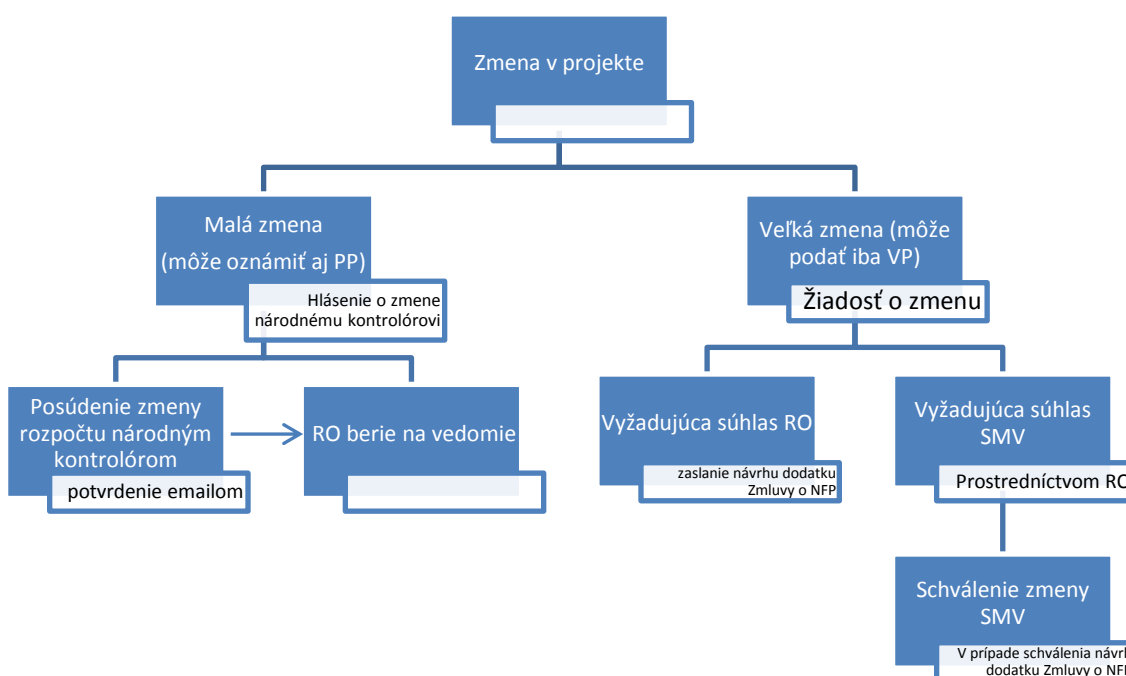 Zmena v projekte
Malá zmena
(môže oznámiť aj PP)
Hlásenie o zmene
národnému kontrolórovi
Veľká zmena (môže
podať iba VP)
Žiadosť o zmenu
Posúdenie zmeny
rozpočtu národným
kontrolórom
potvrdenie emailom
RO berie na vedomie
Vyžadujúca súhlas RO
zaslanie návrhu dodatku
Zmluvy o NFP
Vyžadujúca súhlas
SMV
Prostredníctvom RO
Schválenie zmeny
SMV
V prípade schválenia
dodatku Zmluvy o NFP